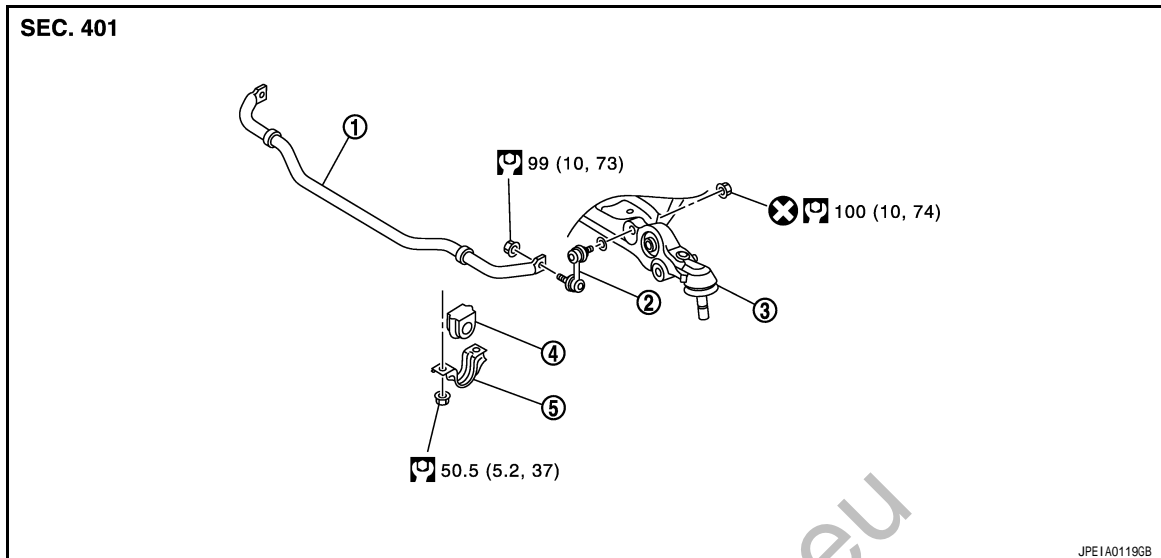 SEC. 401
①
99 (10, 73)
100 (10, 74)
②
③
④
⑤
50.5 (5.2, 37)
eu
JPEIA0119GB